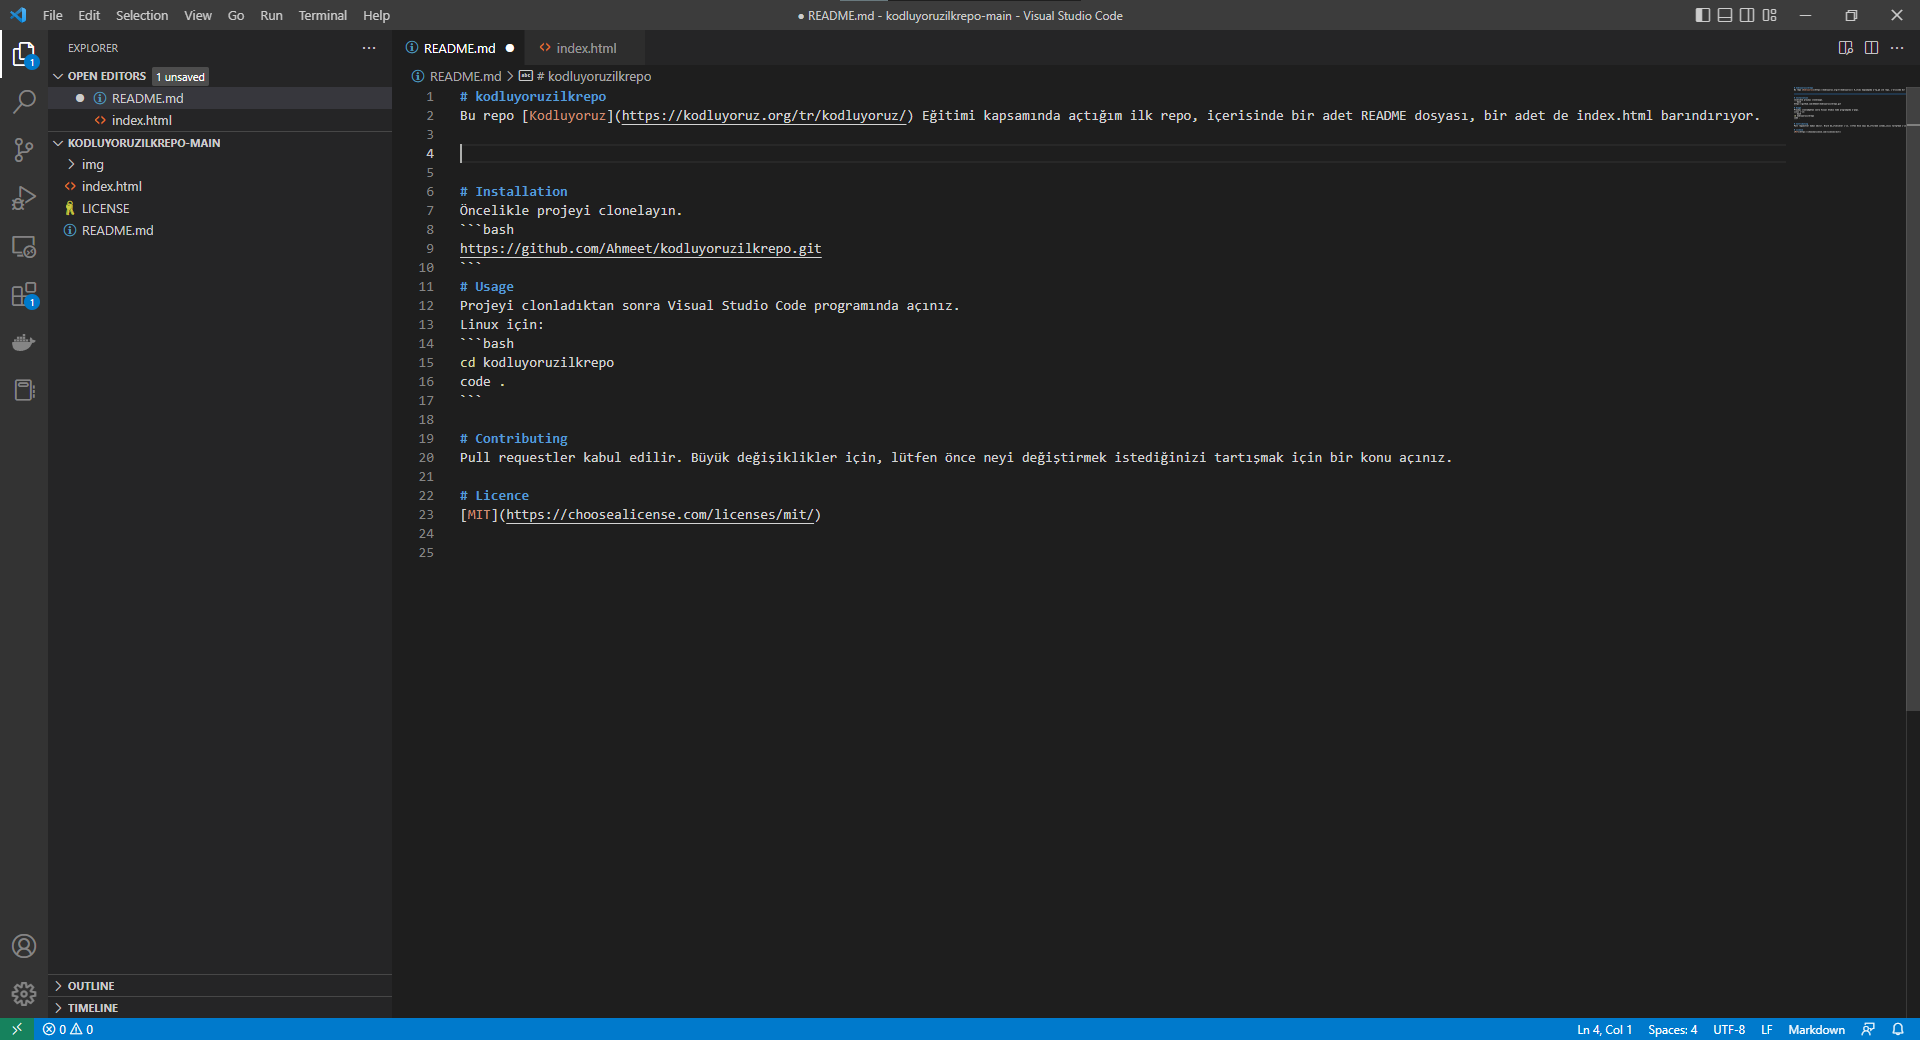 File Edit Selection View Go Run Terminal Help
● README.md - kodluyoruzilkrepo-main - Visual Studio Code
EXPLORER
OPEN EDITORS 1 unsaved
README.md
index.html
KODLUYORUZILKREPO-MAIN
img
index.html
LICENSE
README.md
OUTLINE
TIMELINE
1
1
README.md index.html
README.md > # kodluyoruzilkrepo
1 # kodluyoruzilkrepo
2 Bu repo [Kodluyoruz](https://kodluyoruz.org/tr/kodluyoruz/) Eğitimi kapsamında açtığım ilk repo, içerisinde bir adet README dosyası, bir adet de index.html barındırıyor.
3
4
5
6 # Installation
7 Öncelikle projeyi clonelayın.
8 ```bash
9 https://github.com/Ahmeet/kodluyoruzilkrepo.git
10 ```
11 # Usage
12 Projeyi clonladıktan sonra Visual Studio Code programında açınız.
13 Linux için:
14 ```bash
15 cd kodluyoruzilkrepo
16 code .
17 ```
18
19 # Contributing
20 Pull requestler kabul edilir. Büyük değişiklikler için, lütfen önce neyi değiştirmek istediğinizi tartışmak için bir konu açınız.
21
22 # Licence
23 [MIT](https://choosealicense.com/licenses/mit/)
24
25
0 0
Ln 4, Col 1 Spaces: 4 UTF-8 LF Markdown